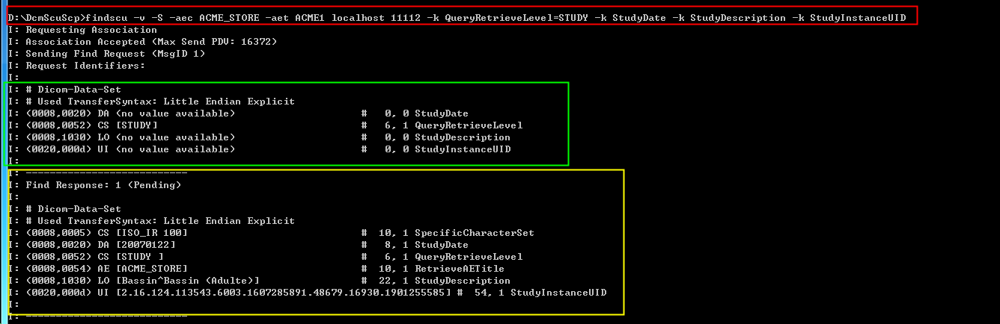 D:\DcmScuScp>findscu -v -S -aec ACME_STORE -aet ACME1 localhost 11112 -k QueryRetrieveLevel=STUDY -k StudyDate -k StudyDescription -k StudyInstanceUID
I: Requesting Association
I: Association Accepted (Max Send PDV: 16372)
I: Sending Find Request (MsgID 1)
I: Request Identifiers:
I:
I: # Dicom-Data-Set
I: # Used TransferSyntax: Little Endian Explicit
I: (0008,0020) DA (no value available) # 0, 0 StudyDate
I: (0008,0052) CS [STUDY] # 6, 1 QueryRetrieveLevel
I: (0008,1030) LO (no value available) # 0, 0 StudyDescription
I: (0020,000d) UI (no value available) # 0, 0 StudyInstanceUID
I:
I: ---------------------------
I: Find Response: 1 (Pending)
I:
I: # Dicom-Data-Set
I: # Used TransferSyntax: Little Endian Explicit
I: (0008,0005) CS [ISO_IR 100] # 10, 1 SpecificCharacterSet
I: (0008,0020) DA [20070122] # 8, 1 StudyDate
I: (0008,0052) CS [STUDY ] # 6, 1 QueryRetrieveLevel
I: (0008,0054) AE [ACME_STORE] # 10, 1 RetrieveAETitle
I: (0008,1030) LO [Bassin^Bassin (Adulte)] # 22, 1 StudyDescription
I: (0020,000d) UI [2.16.124.113543.6003.1607285891.48679.16930.1901255585] # 54, 1 StudyInstanceUID
I:
I: ---------------------------